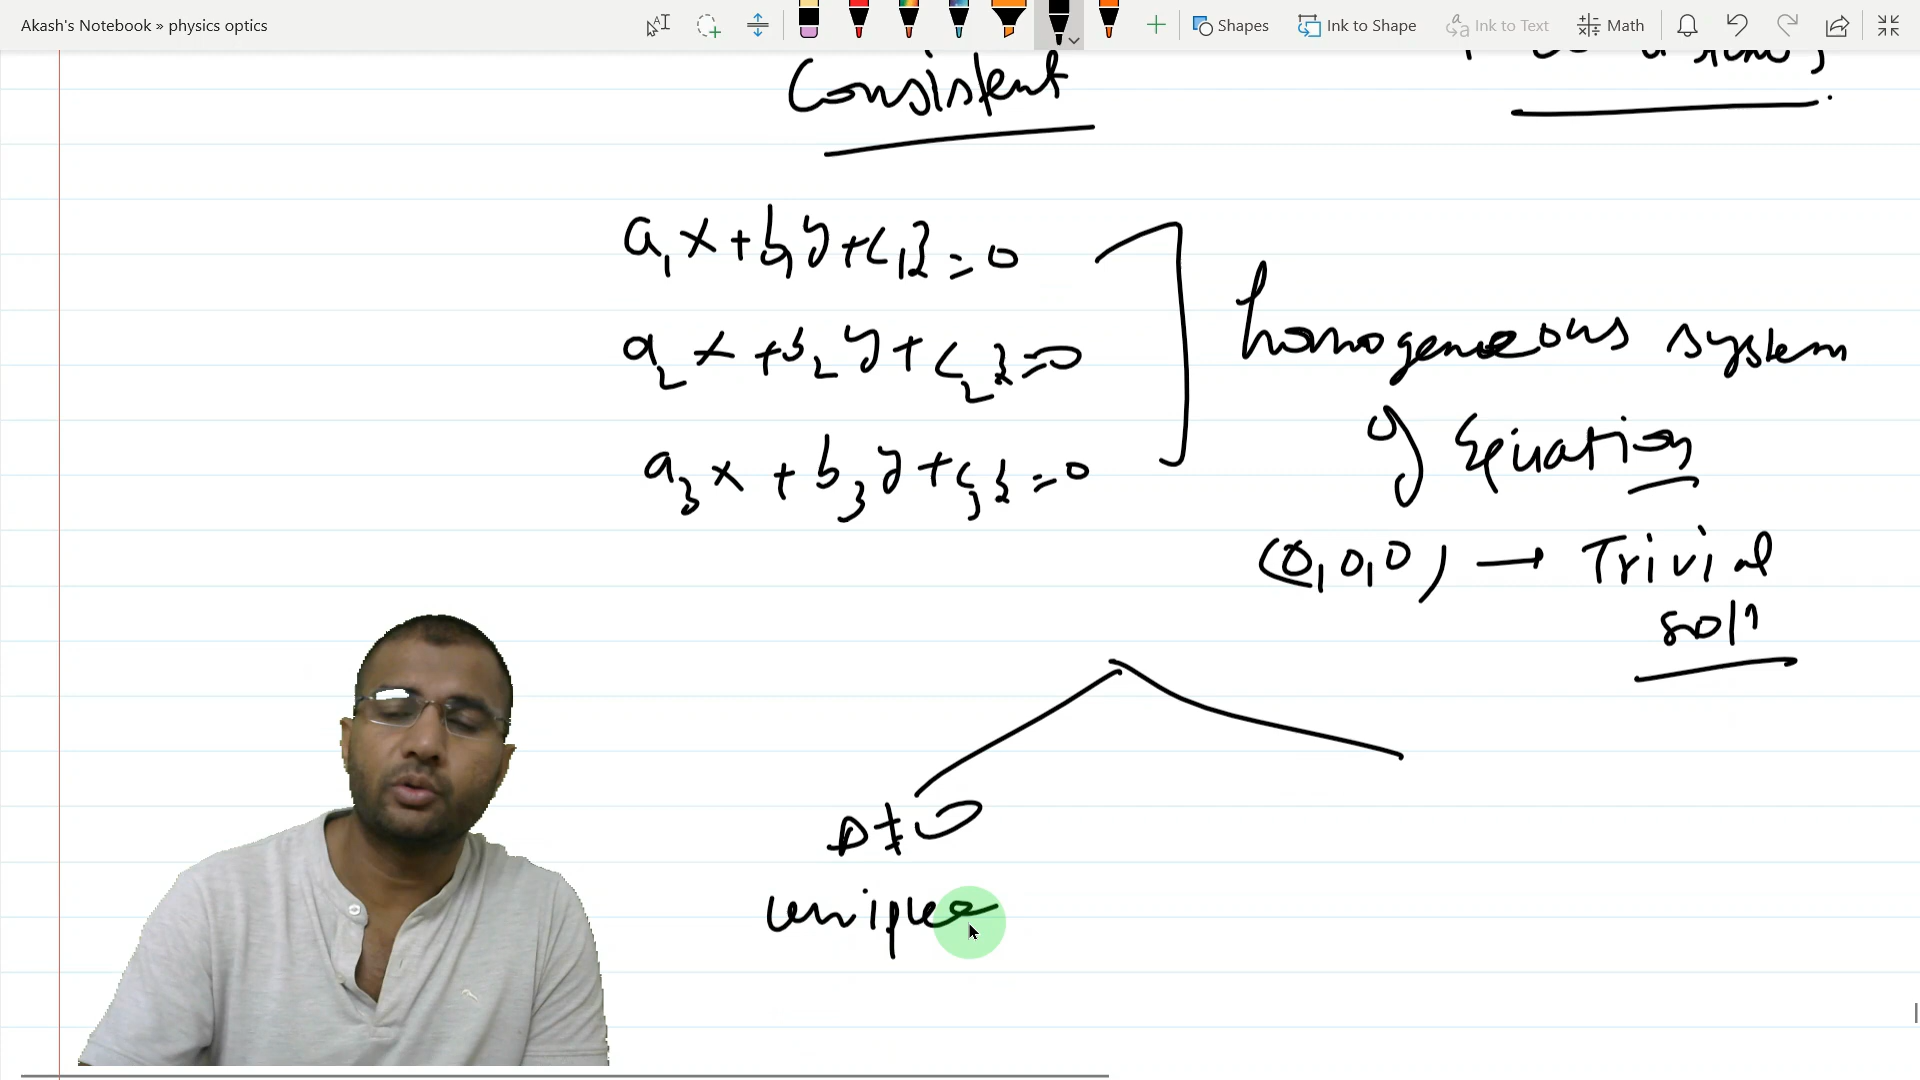 Akash's Notebook » physics optics
Shapes Ink to Shape Ink to Text Math
Consistent
a₁x+b₁y+c₁z=0
a₂x+b₂y+c₂z=0
a₃x+b₃y+c₃z=0
homogeneous system
of Equation
(0,0,0) → Trivial
solⁿ
D≠0
unique